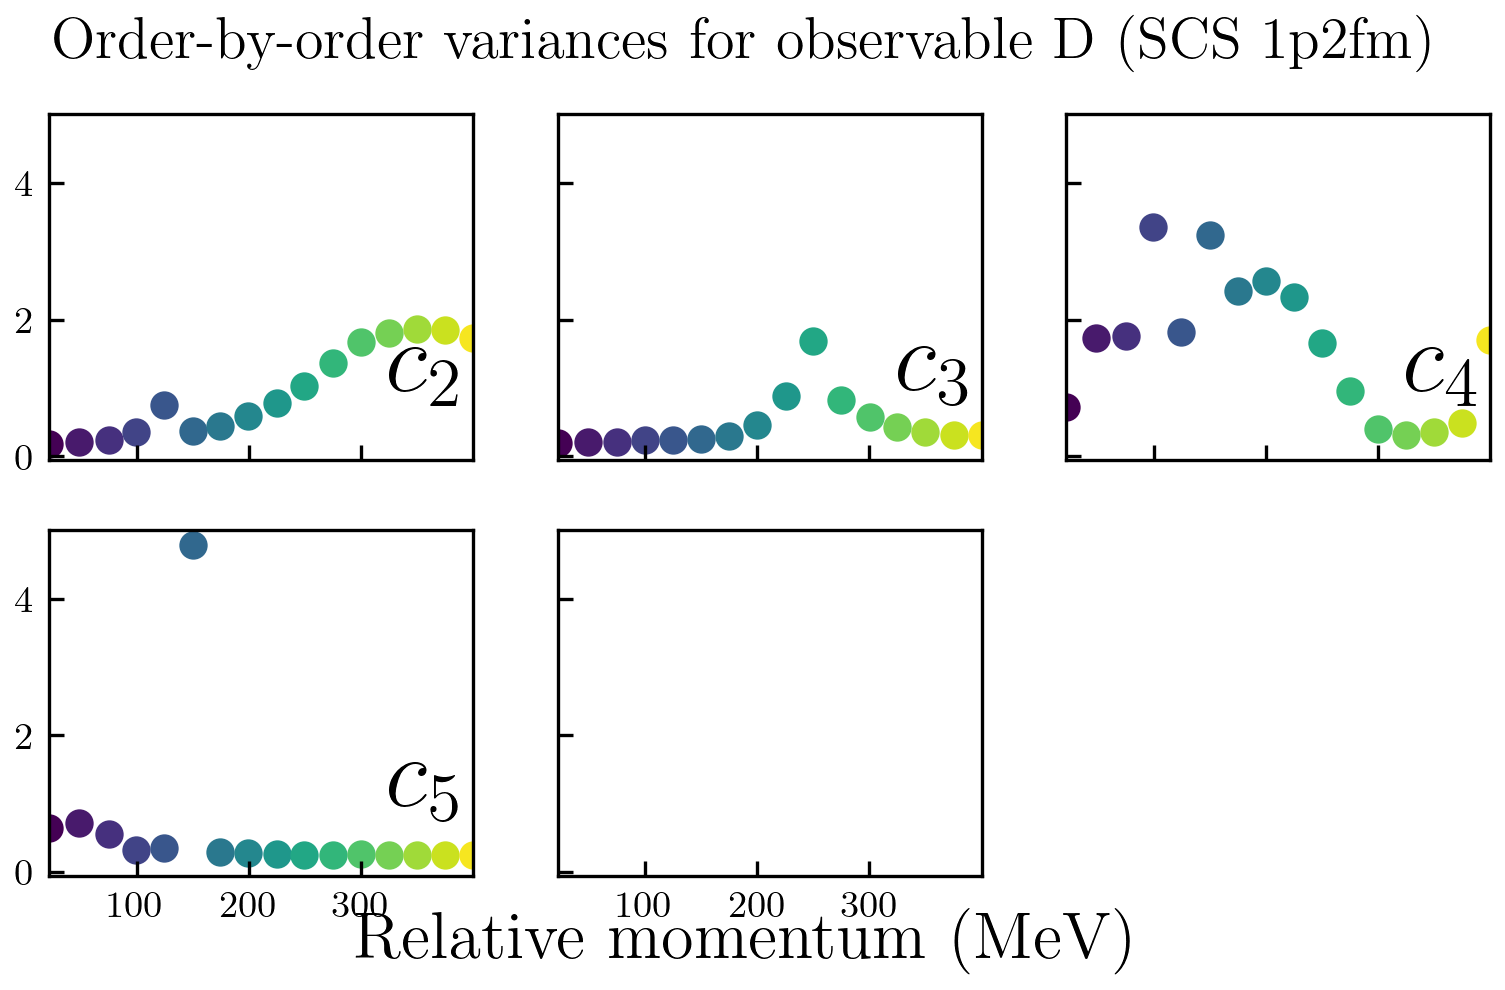 Order-by-order variances for observable D (SCS 1p2fm)
4
2
0
c₂
c₃
c₄
4
2
0
c₅
100 200 300
100 200 300
Relative momentum (MeV)